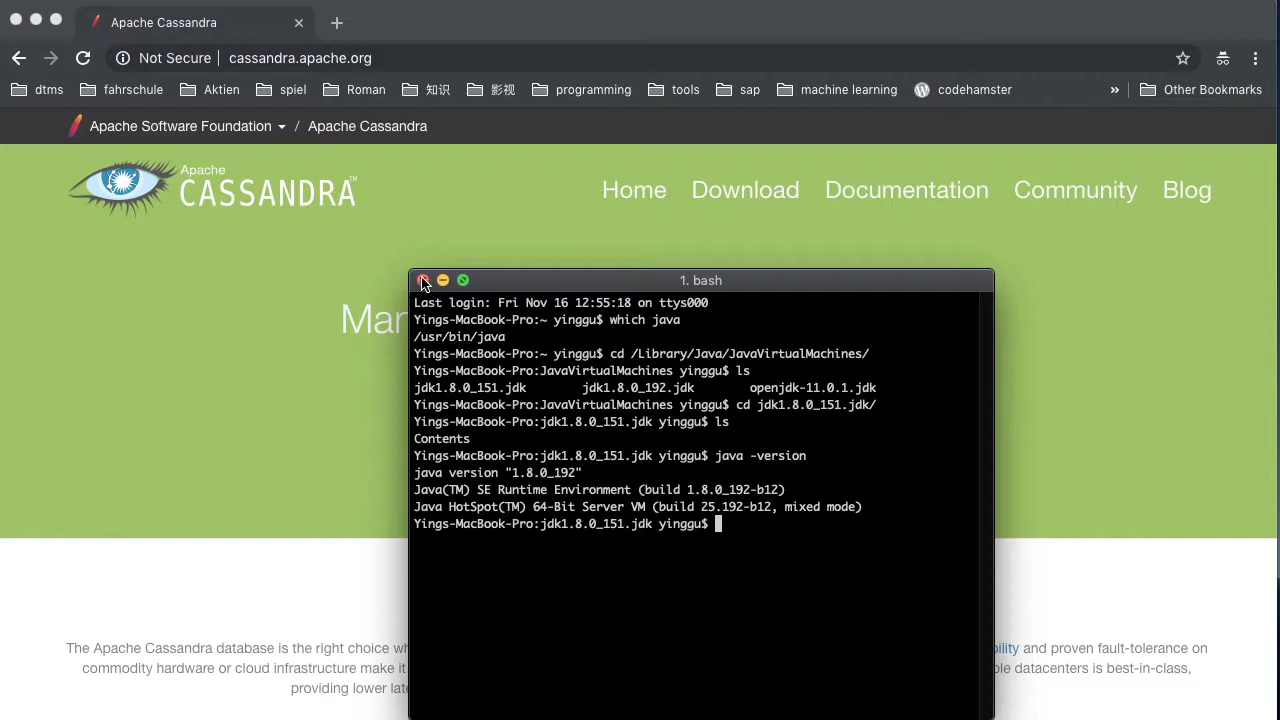 Apache Cassandra
Not Secure | cassandra.apache.org
dtms fahrschule Aktien spiel Roman 知识 影视 programming tools sap machine learning codehamster » Other Bookmarks
Apache Software Foundation / Apache Cassandra
Apache
CASSANDRA™
Home Download Documentation Community Blog
1. bash
Last login: Fri Nov 16 12:55:18 on ttys000
Yings-MacBook-Pro:~ yinggu$ which java
/usr/bin/java
Yings-MacBook-Pro:~ yinggu$ cd /Library/Java/JavaVirtualMachines/
Yings-MacBook-Pro:JavaVirtualMachines yinggu$ ls
jdk1.8.0_151.jdk jdk1.8.0_192.jdk openjdk-11.0.1.jdk
Yings-MacBook-Pro:JavaVirtualMachines yinggu$ cd jdk1.8.0_151.jdk/
Yings-MacBook-Pro:jdk1.8.0_151.jdk yinggu$ ls
Contents
Yings-MacBook-Pro:jdk1.8.0_151.jdk yinggu$ java -version
java version "1.8.0_192"
Java(TM) SE Runtime Environment (build 1.8.0_192-b12)
Java HotSpot(TM) 64-Bit Server VM (build 25.192-b12, mixed mode)
Yings-MacBook-Pro:jdk1.8.0_151.jdk yinggu$
The Apache Cassandra database is the right choice and proven fault-tolerance on
commodity hardware or cloud infrastructure make it datacenters is best-in-class,
providing lower